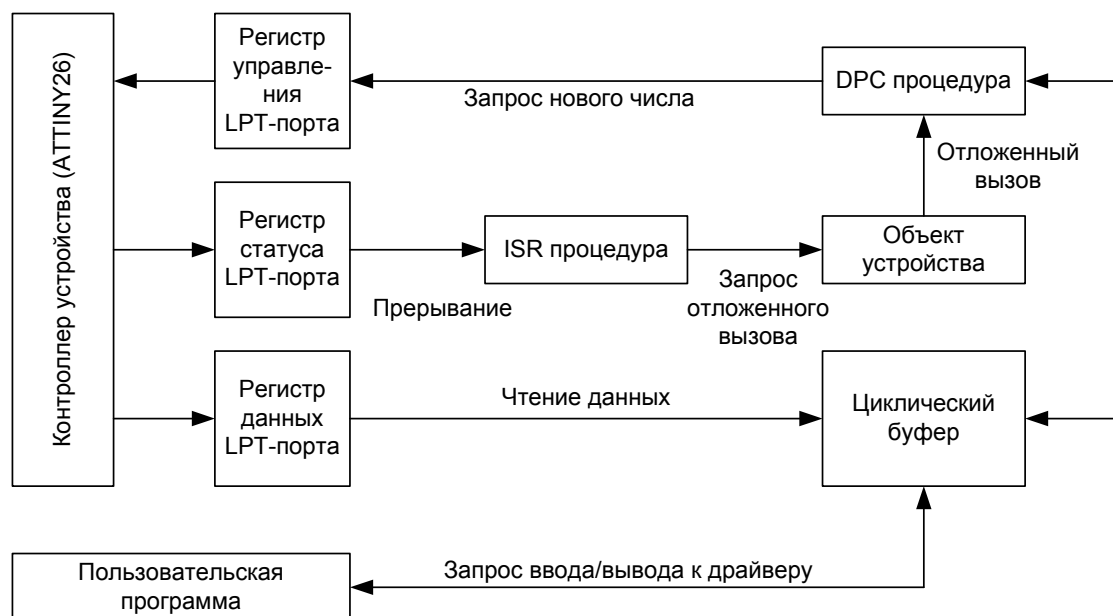 Контроллер устройства (ATTINY26)
Регистр
управле-
ния
LPT-порта
Запрос нового числа
DPC процедура
Отложенный
вызов
Регистр
статуса
LPT-порта
Прерывание
ISR процедура
Запрос
отложенного
вызова
Объект
устройства
Регистр
данных
LPT-порта
Чтение данных
Циклический
буфер
Пользовательская
программа
Запрос ввода/вывода к драйверу